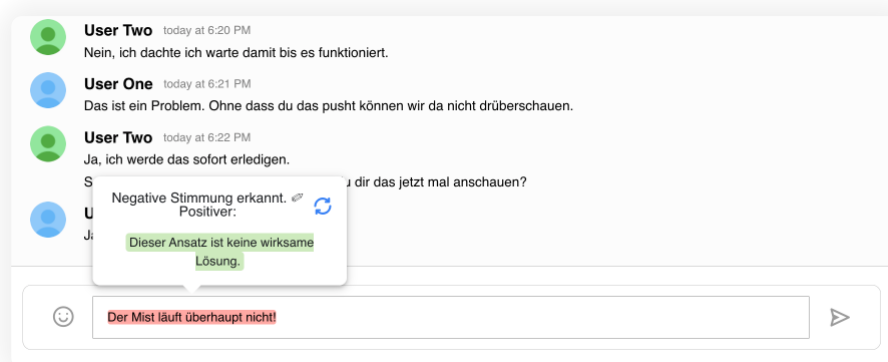 User Two today at 6:20 PM
Nein, ich dachte ich warte damit bis es funktioniert.
User One today at 6:21 PM
Das ist ein Problem. Ohne dass du das pusht können wir da nicht drüberschauen.
User Two today at 6:22 PM
Ja, ich werde das sofort erledigen.
dir das jetzt mal anschauen?
Negative Stimmung erkannt.
Positiver:
Dieser Ansatz ist keine wirksame
Lösung.
Der Mist läuft überhaupt nicht!